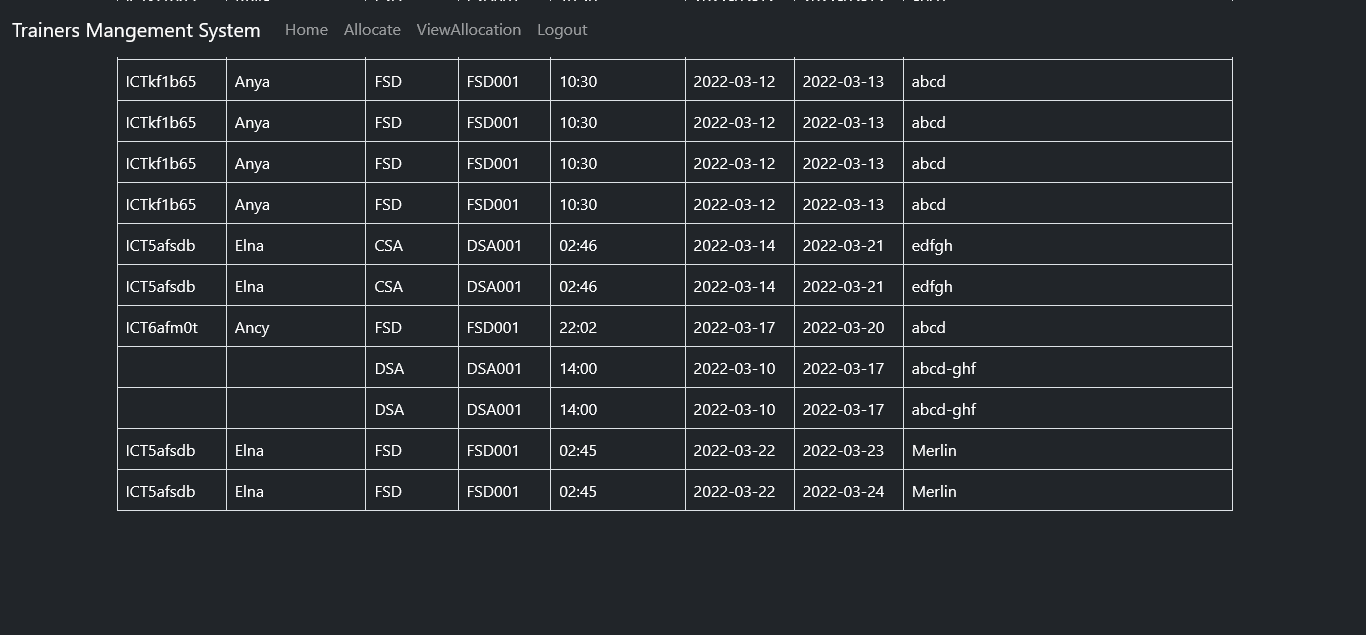 Trainers Mangement System Home Allocate ViewAllocation Logout
ICTkf1b65 Anya FSD FSD001 10:30 2022-03-12 2022-03-13 abcd
ICTkf1b65 Anya FSD FSD001 10:30 2022-03-12 2022-03-13 abcd
ICTkf1b65 Anya FSD FSD001 10:30 2022-03-12 2022-03-13 abcd
ICTkf1b65 Anya FSD FSD001 10:30 2022-03-12 2022-03-13 abcd
ICT5afsdb Elna CSA DSA001 02:46 2022-03-14 2022-03-21 edfgh
ICT5afsdb Elna CSA DSA001 02:46 2022-03-14 2022-03-21 edfgh
ICT6afm0t Ancy FSD FSD001 22:02 2022-03-17 2022-03-20 abcd
DSA DSA001 14:00 2022-03-10 2022-03-17 abcd-ghf
DSA DSA001 14:00 2022-03-10 2022-03-17 abcd-ghf
ICT5afsdb Elna FSD FSD001 02:45 2022-03-22 2022-03-23 Merlin
ICT5afsdb Elna FSD FSD001 02:45 2022-03-22 2022-03-24 Merlin